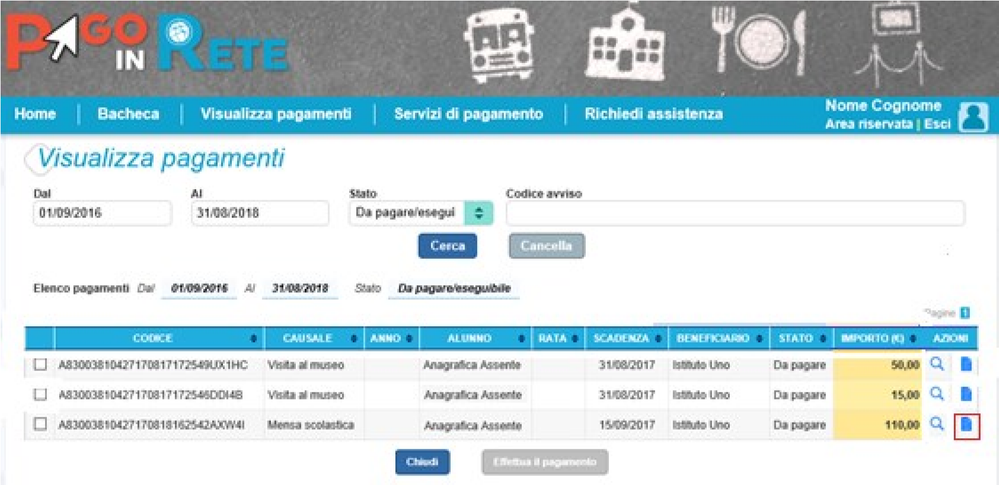 PAGO IN RETE
Home | Bacheca | Visualizza pagamenti | Servizi di pagamento | Richiedi assistenza
Nome Cognome
Area riservata | Esci
Visualizza pagamenti
Dal Al Stato Codice avviso
01/09/2016 31/08/2018 Da pagare/esegui
Cerca Cancella
Elenco pagamenti Dal 01/09/2016 Al 31/08/2018 Stato Da pagare/eseguibile
Pagine 1
CODICE CAUSALE ANNO ALUNNO RATA SCADENZA BENEFICIARIO STATO IMPORTO (€) AZIONI
A83003810427170817172549UX1HC Visita al museo Anagrafica Assente 31/08/2017 Istituto Uno Da pagare 50,00
A83003810427170817172546DDI4B Visita al museo Anagrafica Assente 31/08/2017 Istituto Uno Da pagare 15,00
A83003810427170818162542AXW4I Mensa scolastica Anagrafica Assente 15/09/2017 Istituto Uno Da pagare 110,00
Chiudi Effettua il pagamento